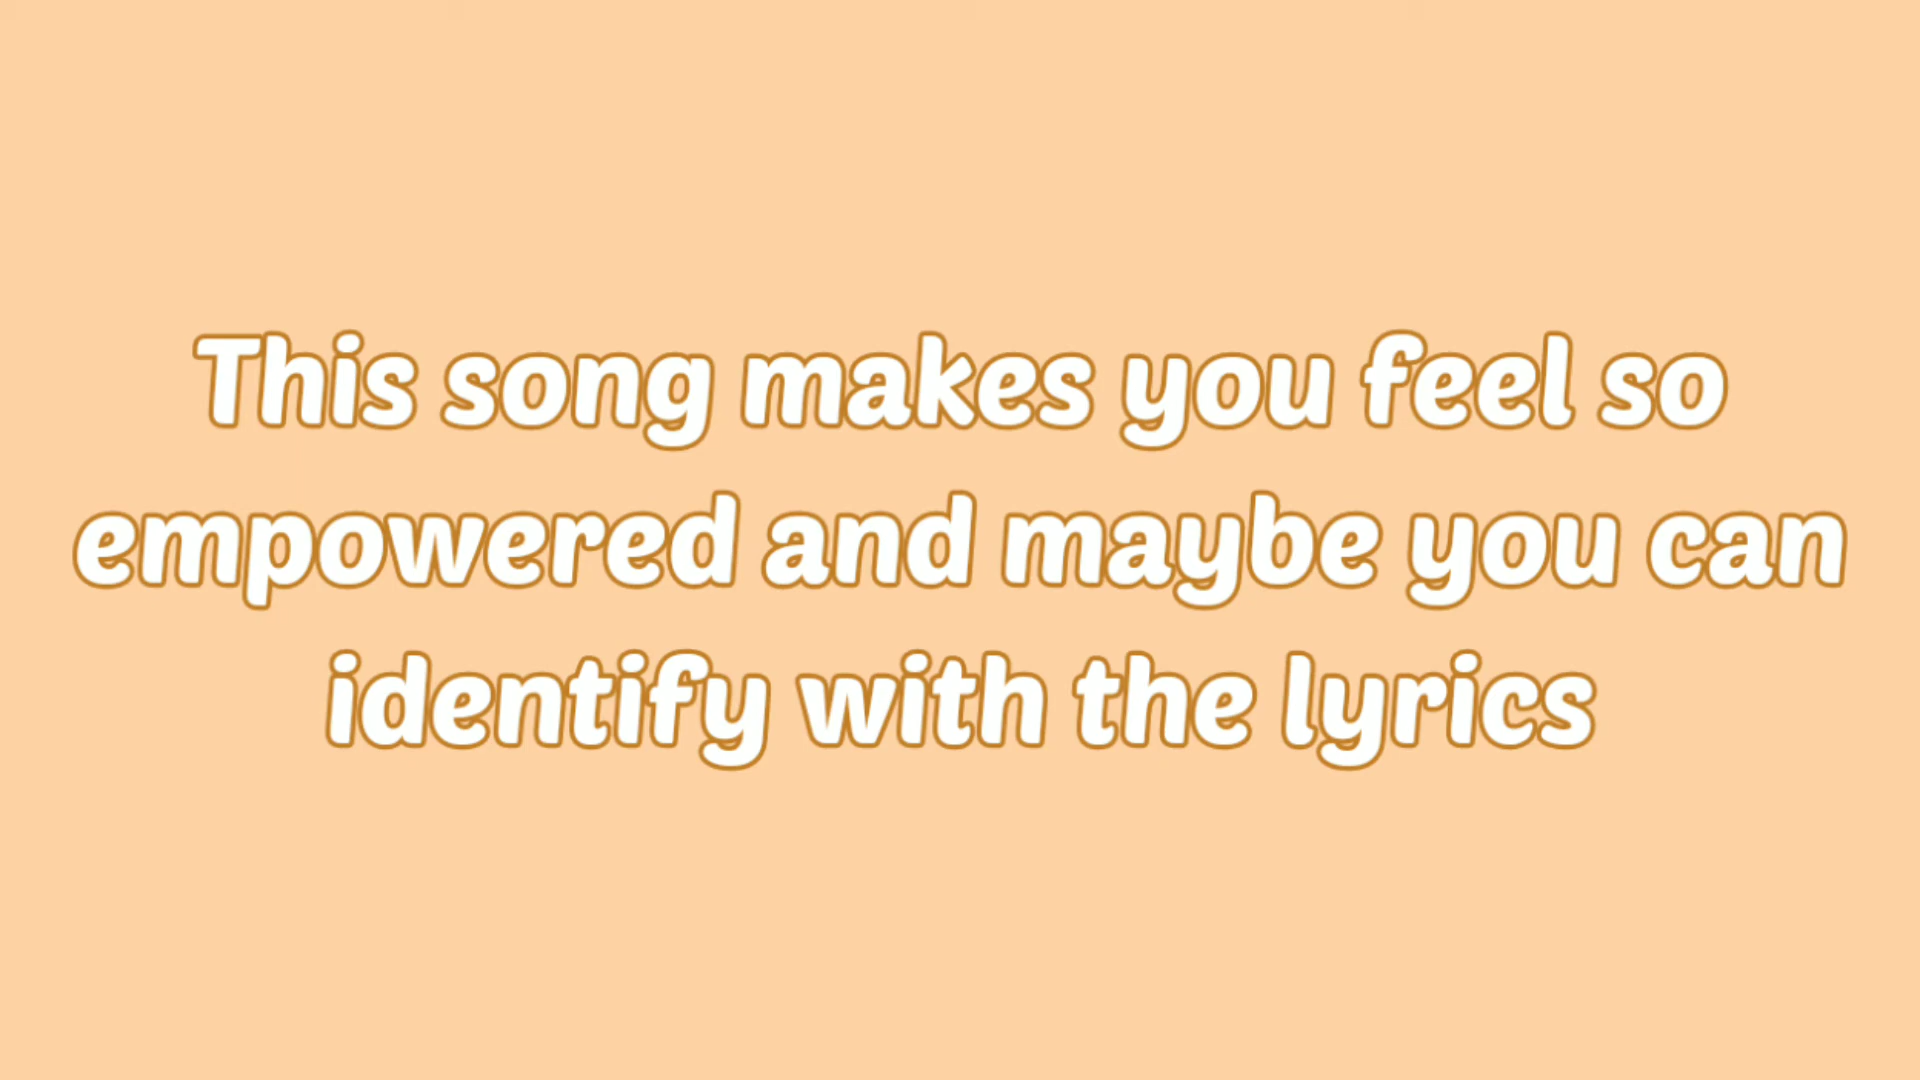 This song makes you feel so
empowered and maybe you can
identify with the lyrics